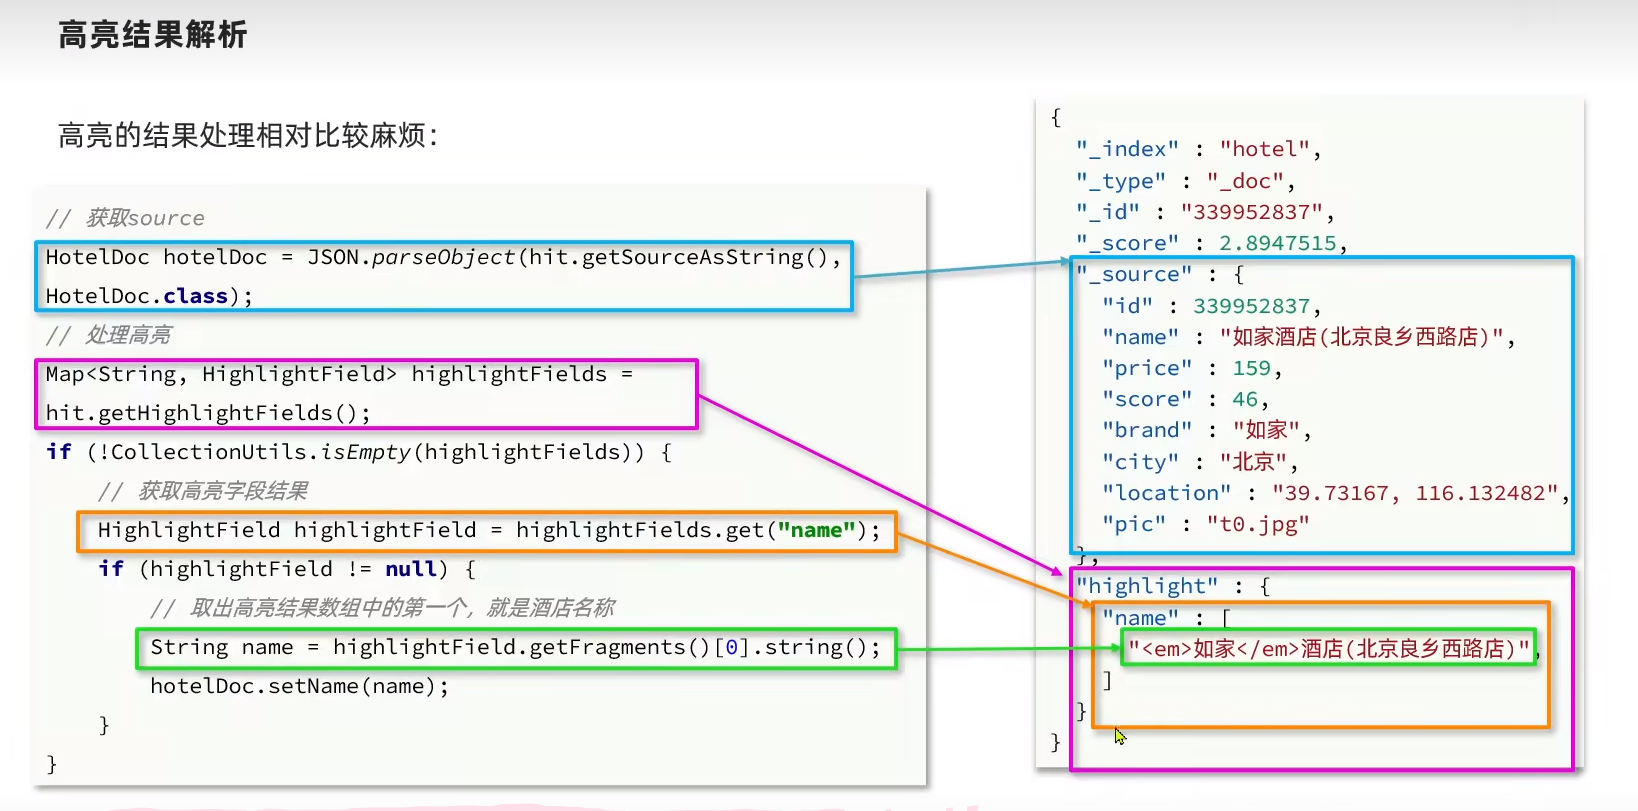 高亮结果解析
高亮的结果处理相对比较麻烦：
// 获取source
HotelDoc hotelDoc = JSON.parseObject(hit.getSourceAsString(),
HotelDoc.class);
// 处理高亮
Map<String, HighlightField> highlightFields =
hit.getHighlightFields();
if (!CollectionUtils.isEmpty(highlightFields)) {
// 获取高亮字段结果
HighlightField highlightField = highlightFields.get("name");
if (highlightField != null) {
// 取出高亮结果数组中的第一个，就是酒店名称
String name = highlightField.getFragments()[0].string();
hotelDoc.setName(name);
}
}
{
"_index" : "hotel",
"_type" : "_doc",
"_id" : "339952837",
"_score" : 2.8947515,
"_source" : {
"id" : 339952837,
"name" : "如家酒店(北京良乡西路店)",
"price" : 159,
"score" : 46,
"brand" : "如家",
"city" : "北京",
"location" : "39.73167, 116.132482",
"pic" : "t0.jpg"
},
"highlight" : {
"name" : [
"<em>如家</em>酒店(北京良乡西路店)",
]
}
}